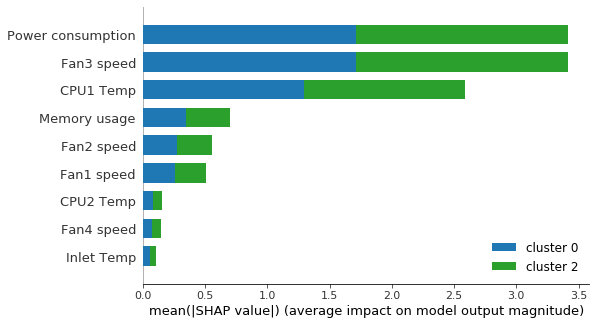 Power consumption
Fan3 speed
CPU1 Temp
Memory usage
Fan2 speed
Fan1 speed
CPU2 Temp
Fan4 speed
Inlet Temp
cluster 0
cluster 2
0.0 0.5 1.0 1.5 2.0 2.5 3.0 3.5
mean(|SHAP value|) (average impact on model output magnitude)